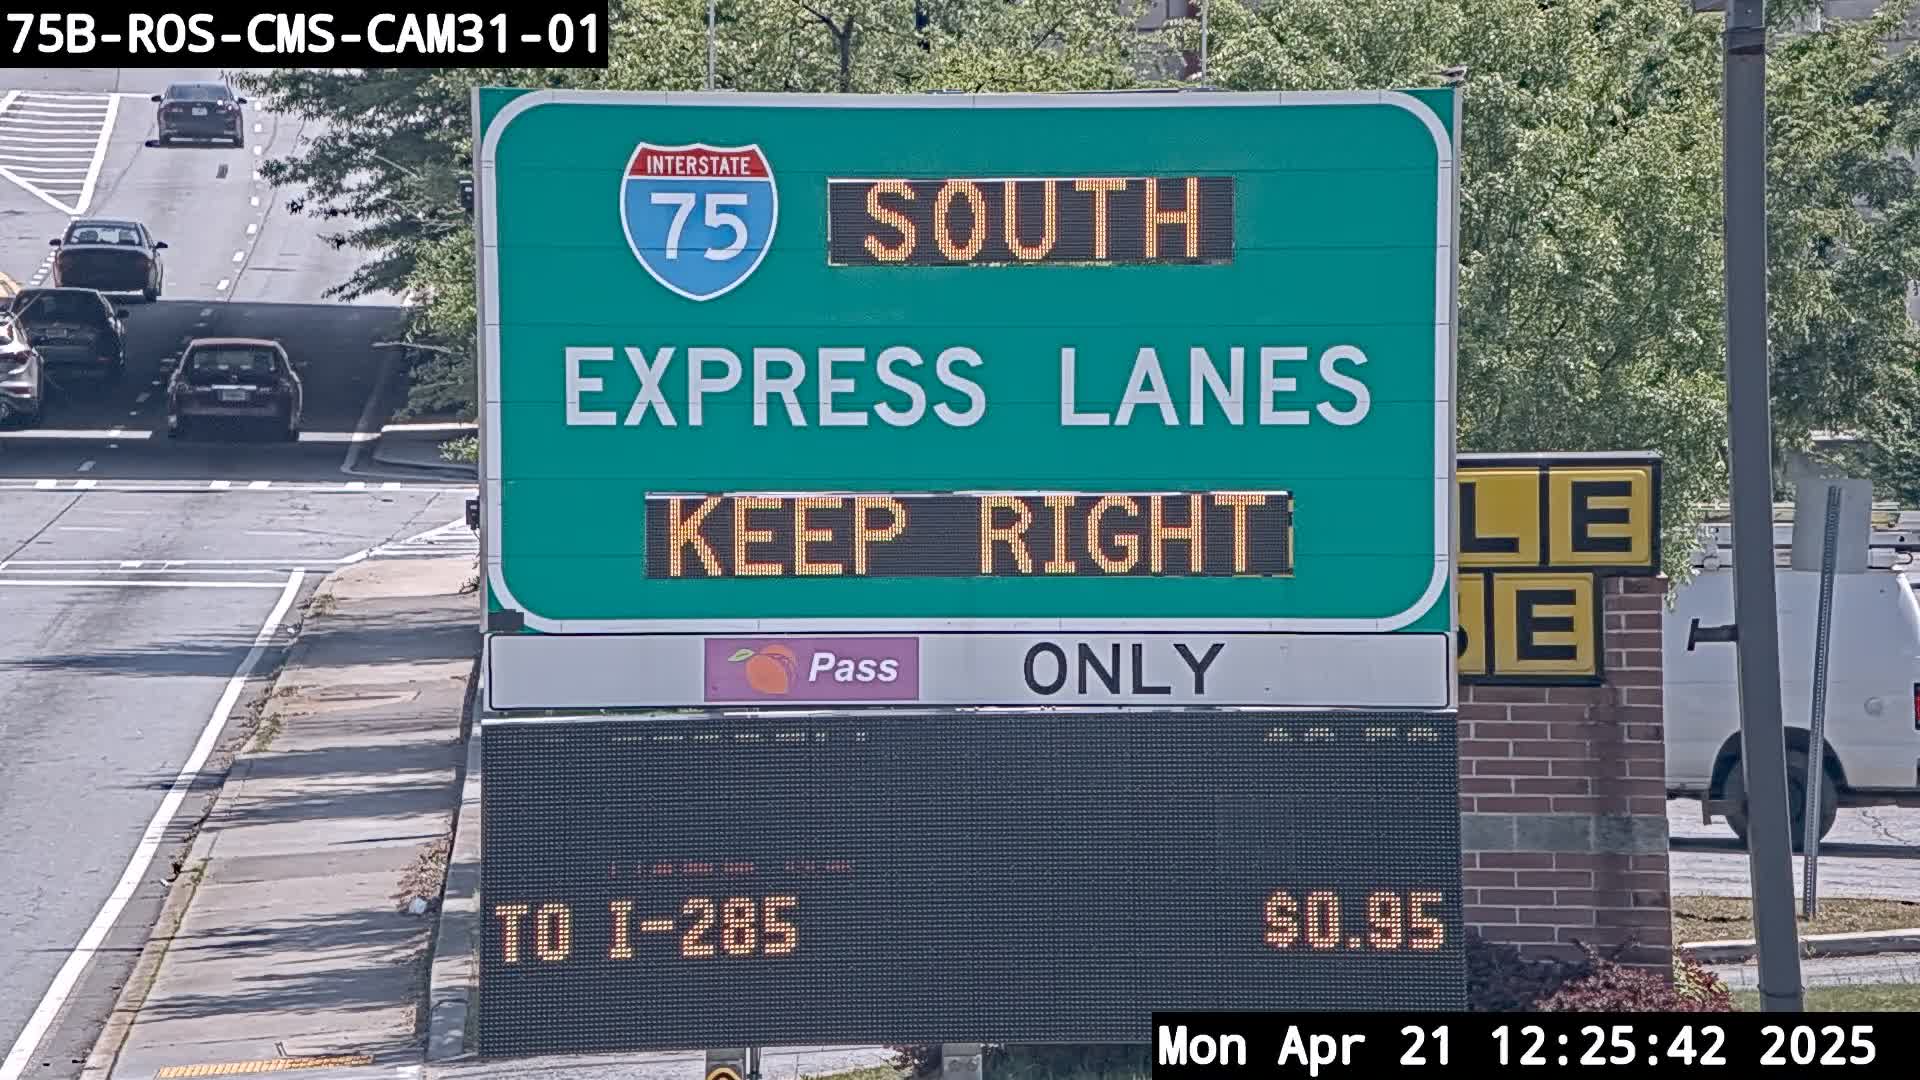 75B-ROS-CMS-CAM31-01
INTERSTATE
75
SOUTH
EXPRESS LANES
KEEP RIGHT
Pass ONLY
TO I-285 $0.95
LE
E
Mon Apr 21 12:25:42 2025